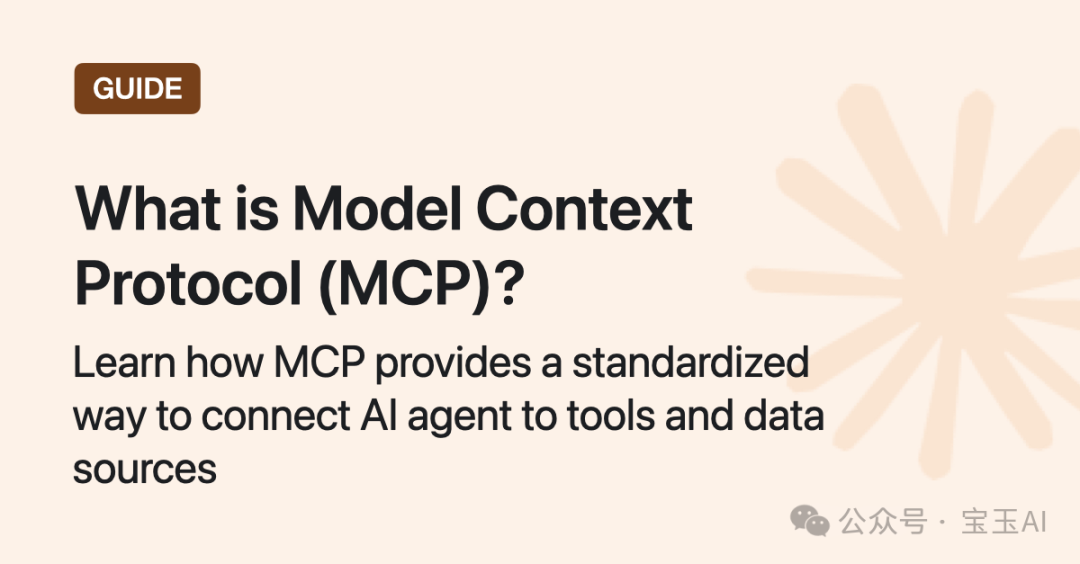 GUIDE
What is Model Context
Protocol (MCP)?
Learn how MCP provides a standardized
way to connect AI agent to tools and data
sources
公众号 · 宝玉AI